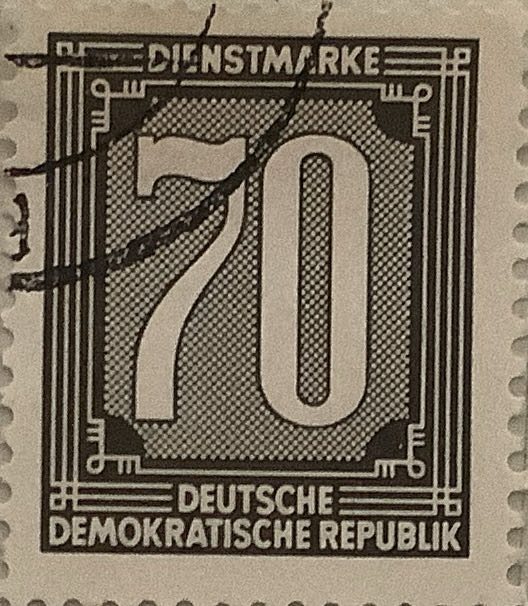 DIENSTMARKE
70
DEUTSCHE
DEMOKRATISCHE REPUBLIK